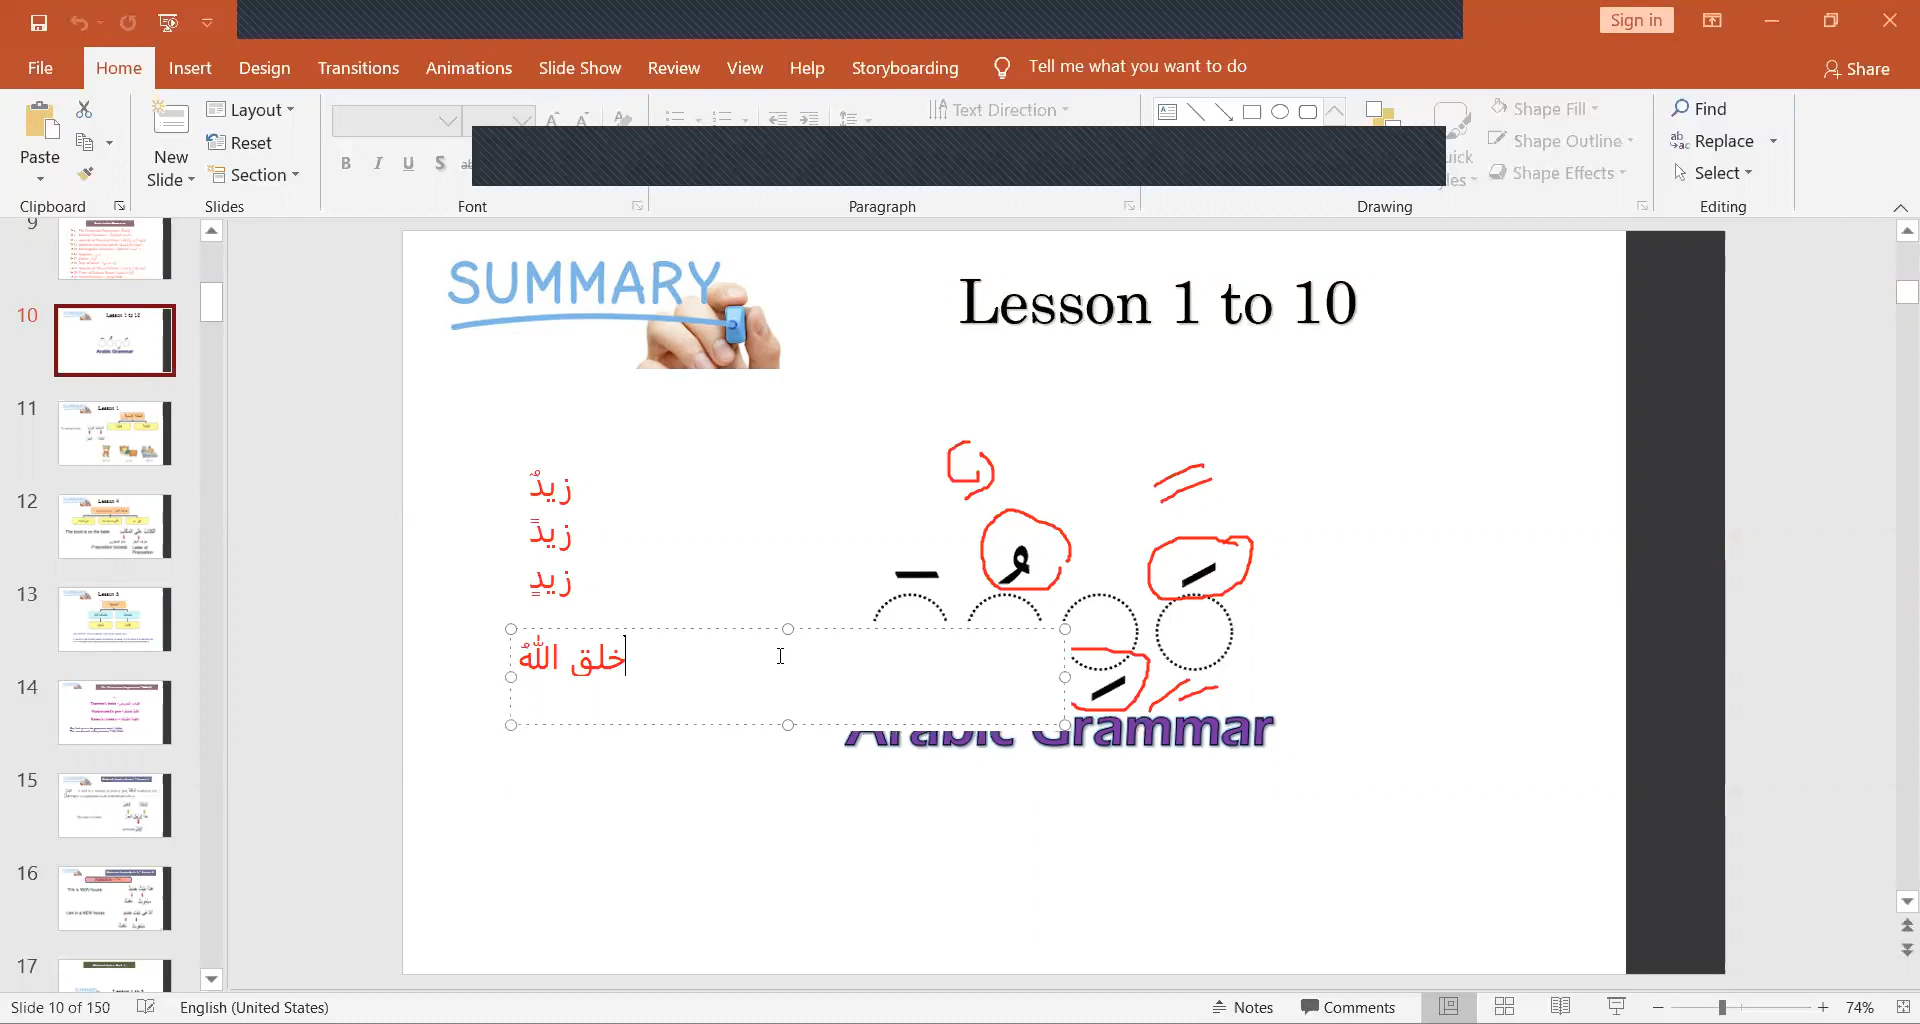 Sign in
File
Home
Insert
Design
Transitions
Animations
Slide Show
Review
View
Help
Storyboarding
Tell me what you want to do
Share
Paste
New
Slide
Layout
Reset
Section
B I U S
Text Direction
Shape Fill
Shape Outline
Shape Effects
Find
Replace
Select
Clipboard
Slides
Font
Paragraph
Drawing
Editing
9
10
11
12
13
14
15
16
17
SUMMARY
Lesson 1 to 10
زيدٌ
زيدً
زيدٍ
خلق اللهُ
Arabic Grammar
Slide 10 of 150
English (United States)
Notes
Comments
74%